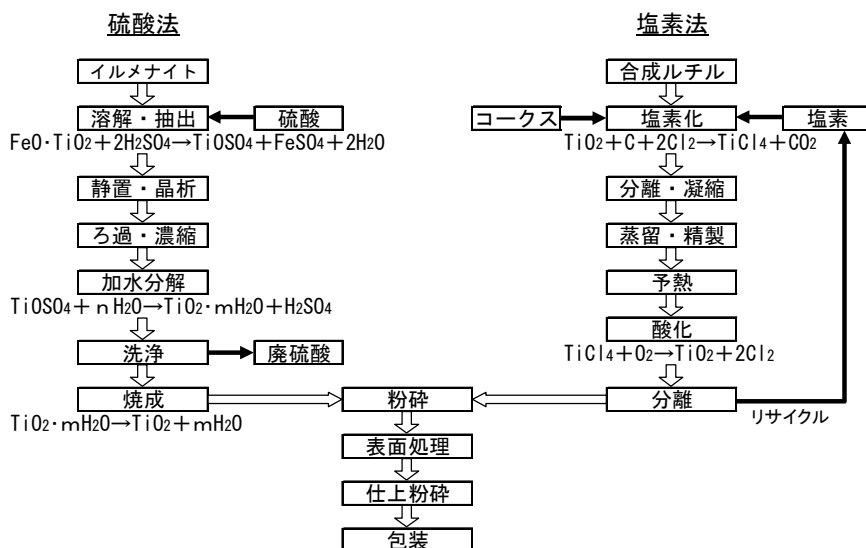 硫酸法
イルメナイト
溶解・抽出
硫酸
FeO·TiO2+2H2SO4→TiOSO4+FeSO4+2H2O
静置・晶析
ろ過・濃縮
加水分解
TiOSO4+nH2O→TiO2·mH2O+H2SO4
洗浄
廃硫酸
焼成
TiO2·mH2O→TiO2+mH2O
塩素法
合成ルチル
コークス
塩素化
塩素
TiO2+C+2Cl2→TiCl4+CO2
分離・凝縮
蒸留・精製
予熱
酸化
TiCl4+O2→TiO2+2Cl2
分離
リサイクル
粉砕
表面処理
仕上粉砕
包装